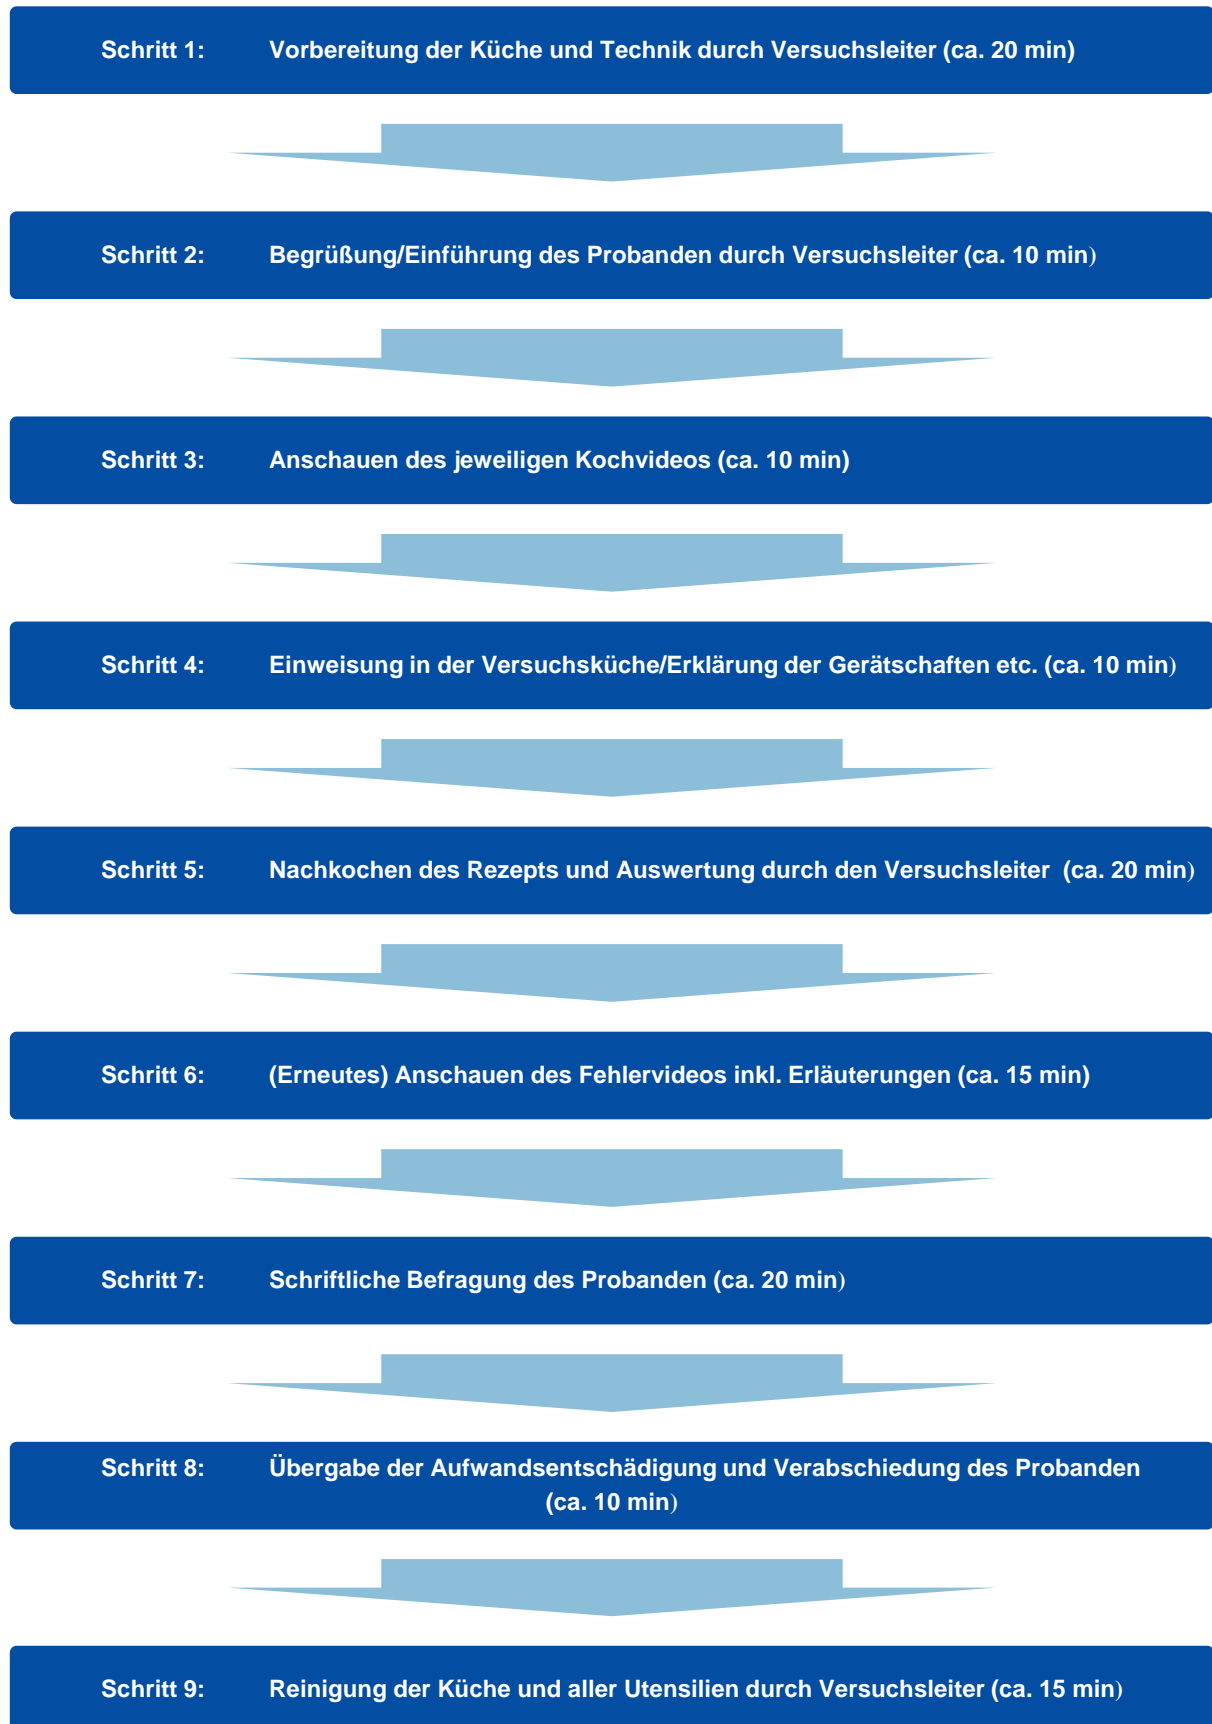 Schritt 1: Vorbereitung der Küche und Technik durch Versuchsleiter (ca. 20 min)
Schritt 2: Begrüßung/Einführung des Probanden durch Versuchsleiter (ca. 10 min)
Schritt 3: Anschauen des jeweiligen Kochvideos (ca. 10 min)
Schritt 4: Einweisung in der Versuchsküche/Erklärung der Gerätschaften etc. (ca. 10 min)
Schritt 5: Nachkochen des Rezepts und Auswertung durch den Versuchsleiter (ca. 20 min)
Schritt 6: (Erneutes) Anschauen des Fehlervideos inkl. Erläuterungen (ca. 15 min)
Schritt 7: Schriftliche Befragung des Probanden (ca. 20 min)
Schritt 8: Übergabe der Aufwandsentschädigung und Verabschiedung des Probanden
(ca. 10 min)
Schritt 9: Reinigung der Küche und aller Utensilien durch Versuchsleiter (ca. 15 min)